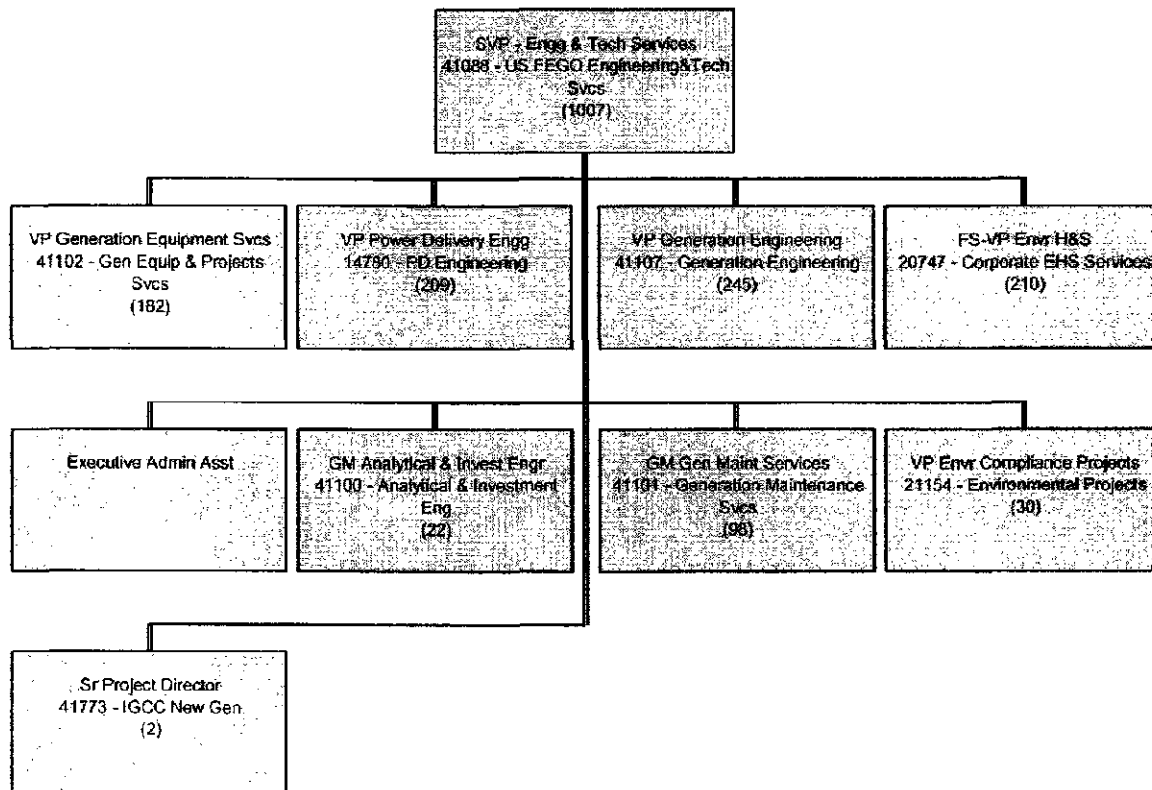 SVP - Engg & Tech Services
41088 - US FEGO Engineering&Tech
Svcs
(1007)
VP Generation Equipment Svcs
41102 - Gen Equip & Projects
Svcs
(182)
VP Power Delivery Engg
14780 - PD Engineering
(209)
VP Generation Engineering
41107 - Generation Engineering
(245)
FS-VP Envr H&S
20747 - Corporate EHS Services
(210)
Executive Admin Asst
GM Analytical & Invest Engr
41100 - Analytical & Investment
Eng
(22)
GM Gen Maint Services
41101 - Generation Maintenance
Svcs
VP Envr Compliance Projects
21154 - Environmental Projects
(30)
Sr Project Director
41773 - IGCC New Gen
(2)